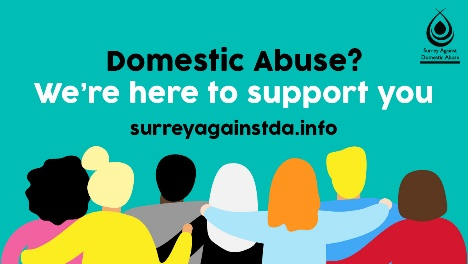 Surrey Against
Domestic Abuse
Domestic Abuse?
We're here to support you
surreyagainstda.info